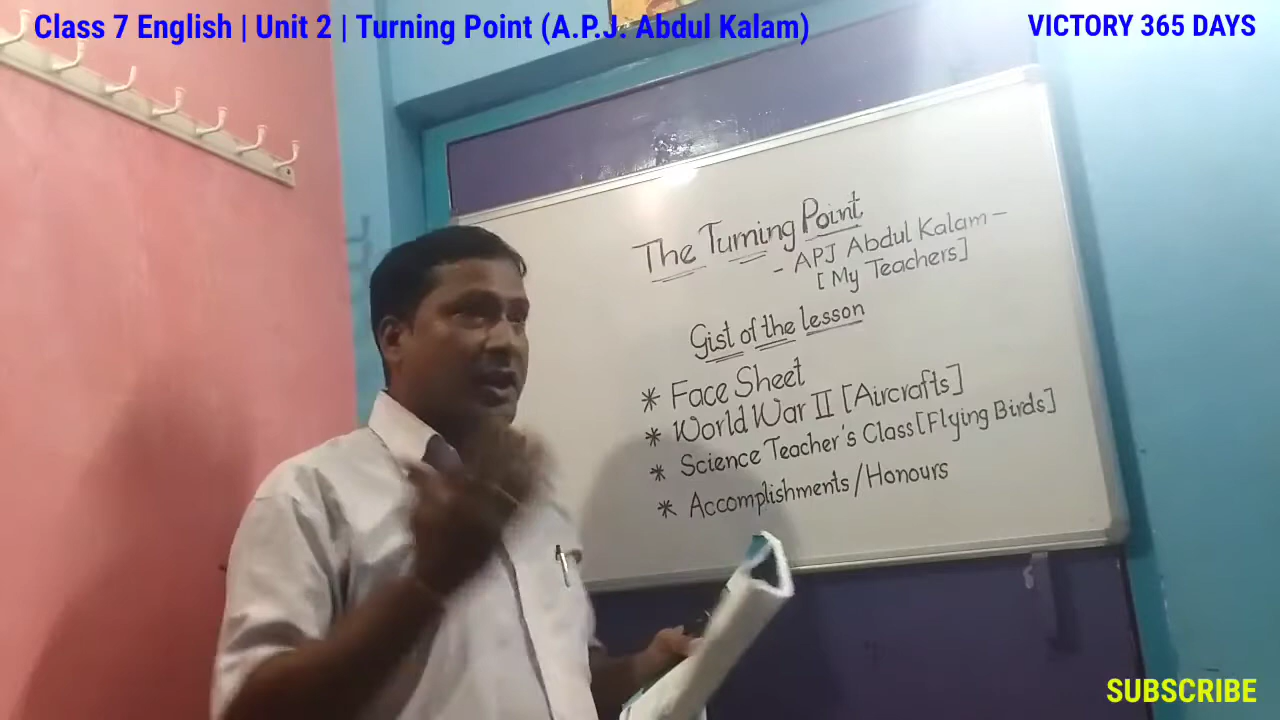 Class 7 English | Unit 2 | Turning Point (A.P.J. Abdul Kalam)
VICTORY 365 DAYS
The Turning Point
- APJ Abdul Kalam -
[My Teachers]
Gist of the lesson
* Face Sheet
* World War II [Aircrafts]
* Science Teacher's Class [Flying Birds]
* Accomplishments/Honours
SUBSCRIBE